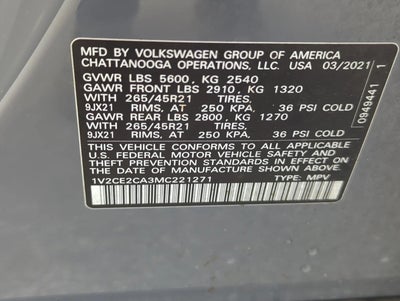 MFD BY VOLKSWAGEN GROUP OF AMERICA
CHATTANOOGA OPERATIONS, LLC. USA 03/2021
GVWR LBS 5600, KG 2540
GAWR FRONT LBS 2910, KG 1320
WITH 265/45R21 TIRES,
9JX21 RIMS, AT 250 KPA, 36 PSI COLD
GAWR REAR LBS 2800, KG 1270
WITH 265/45R21 TIRES,
9JX21 RIMS, AT 250 KPA, 36 PSI COLD
THIS VEHICLE CONFORMS TO ALL APPLICABLE
U.S. FEDERAL MOTOR VEHICLE SAFETY AND
THEFT PREVENTION STANDARDS IN EFFECT ON
THE DATE OF MANUFACTURE SHOWN ABOVE.
1V2CE2CA3MC221271 TYPE: MPV
0949441 1